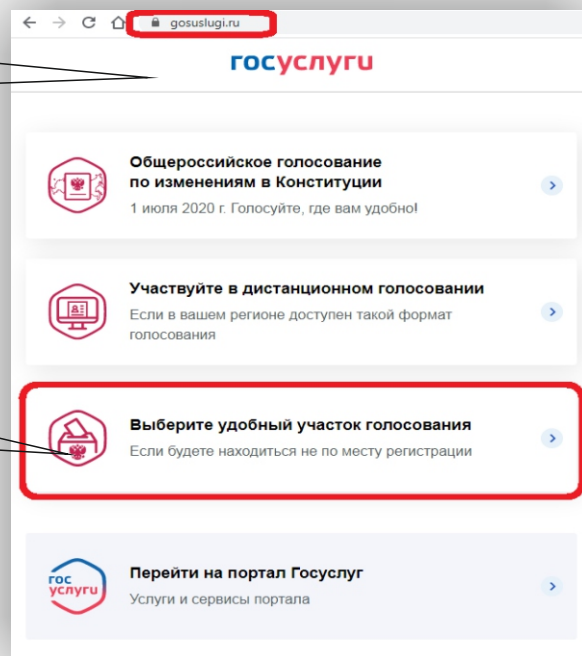 gosuslugi.ru
госуслуги
Общероссийское голосование
по изменениям в Конституции
1 июля 2020 г. Голосуйте, где вам удобно!
Участвуйте в дистанционном голосовании
Если в вашем регионе доступен такой формат
голосования
Выберите удобный участок голосования
Если будете находиться не по месту регистрации
гос
услуги
Перейти на портал Госуслуг
Услуги и сервисы портала